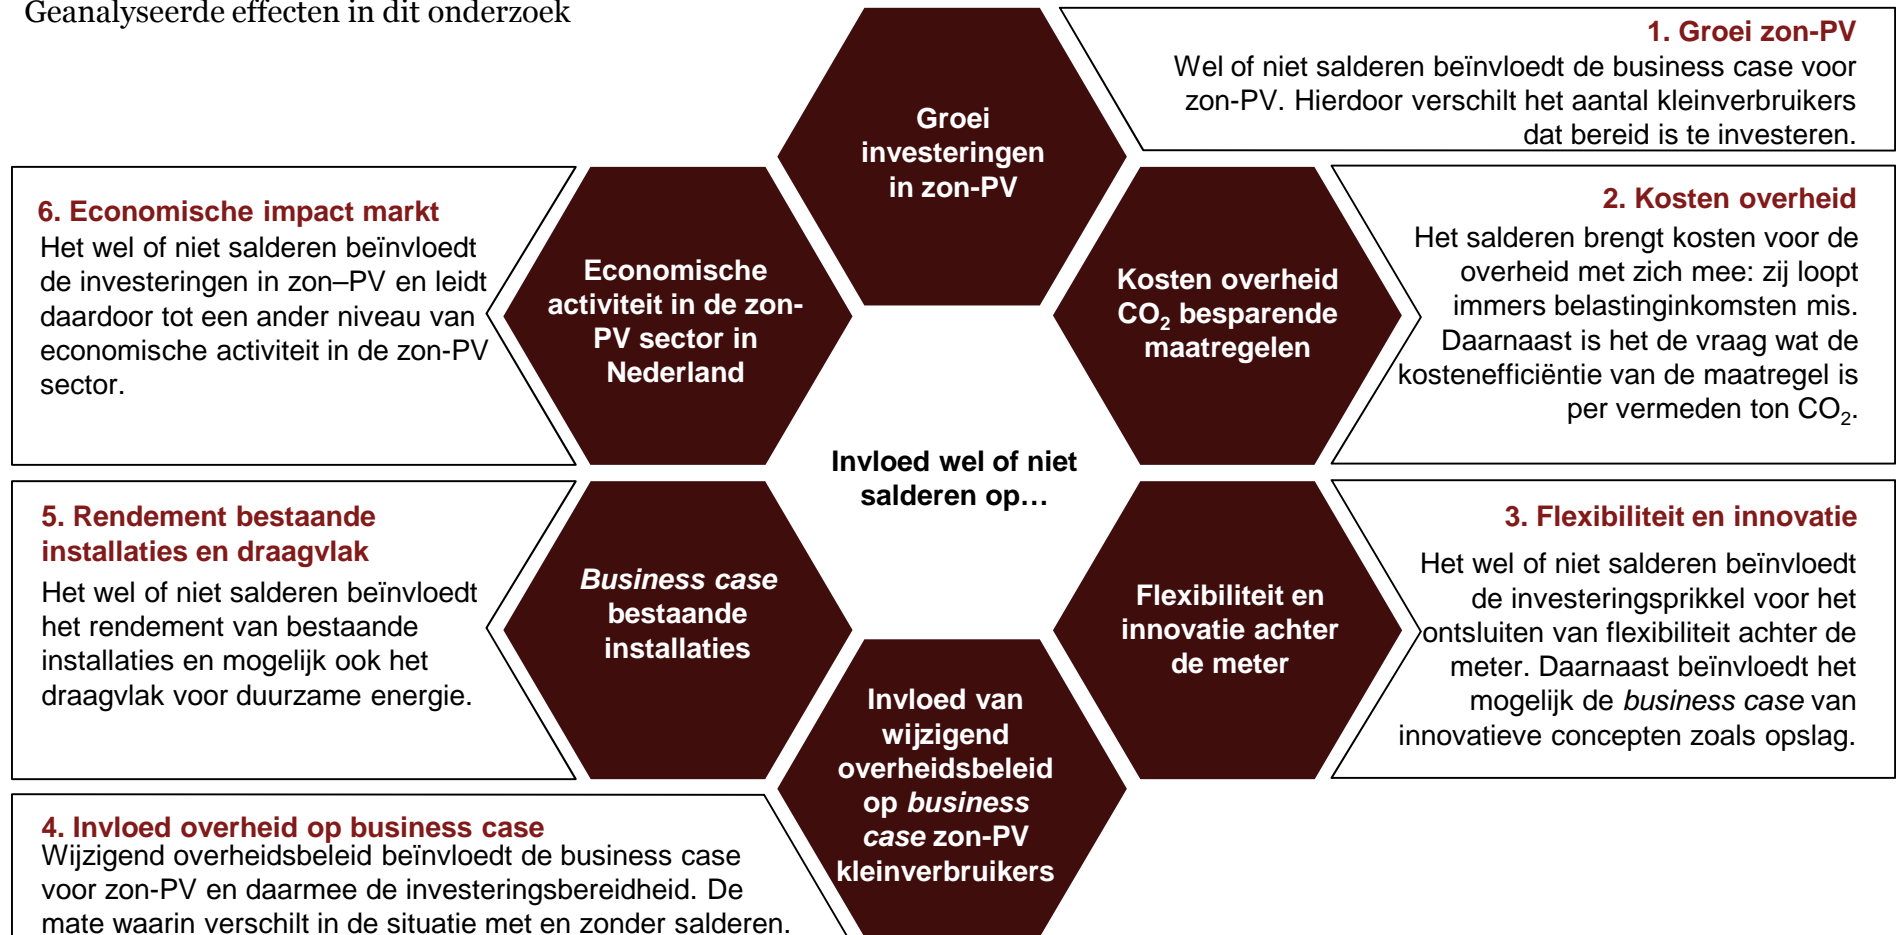 Geanalyseerde effecten in dit onderzoek
Groei
investeringen
in zon-PV
1. Groei zon-PV
Wel of niet salderen beïnvloedt de business case voor
zon-PV. Hierdoor verschilt het aantal kleinverbruikers
dat bereid is te investeren.
Kosten overheid
CO₂ besparende
maatregelen
2. Kosten overheid
Het salderen brengt kosten voor de
overheid met zich mee: zij loopt
immers belastinginkomsten mis.
Daarnaast is het de vraag wat de
kostenefficiëntie van de maatregel is
per vermeden ton CO₂.
Flexibiliteit en
innovatie achter
de meter
3. Flexibiliteit en innovatie
Het wel of niet salderen beïnvloedt
de investeringsprikkel voor het
ontsluiten van flexibiliteit achter de
meter. Daarnaast beïnvloedt het
mogelijk de business case van
innovatieve concepten zoals opslag.
Invloed van
wijzigend
overheidsbeleid
op business
case zon-PV
kleinverbruikers
4. Invloed overheid op business case
Wijzigend overheidsbeleid beïnvloedt de business case
voor zon-PV en daarmee de investeringsbereidheid. De
mate waarin verschilt in de situatie met en zonder salderen.
Business case
bestaande
installaties
5. Rendement bestaande
installaties en draagvlak
Het wel of niet salderen beïnvloedt
het rendement van bestaande
installaties en mogelijk ook het
draagvlak voor duurzame energie.
Economische
activiteit in de zon-
PV sector in
Nederland
6. Economische impact markt
Het wel of niet salderen beïnvloedt
de investeringen in zon–PV en leidt
daardoor tot een ander niveau van
economische activiteit in de zon-PV
sector.
Invloed wel of niet
salderen op…